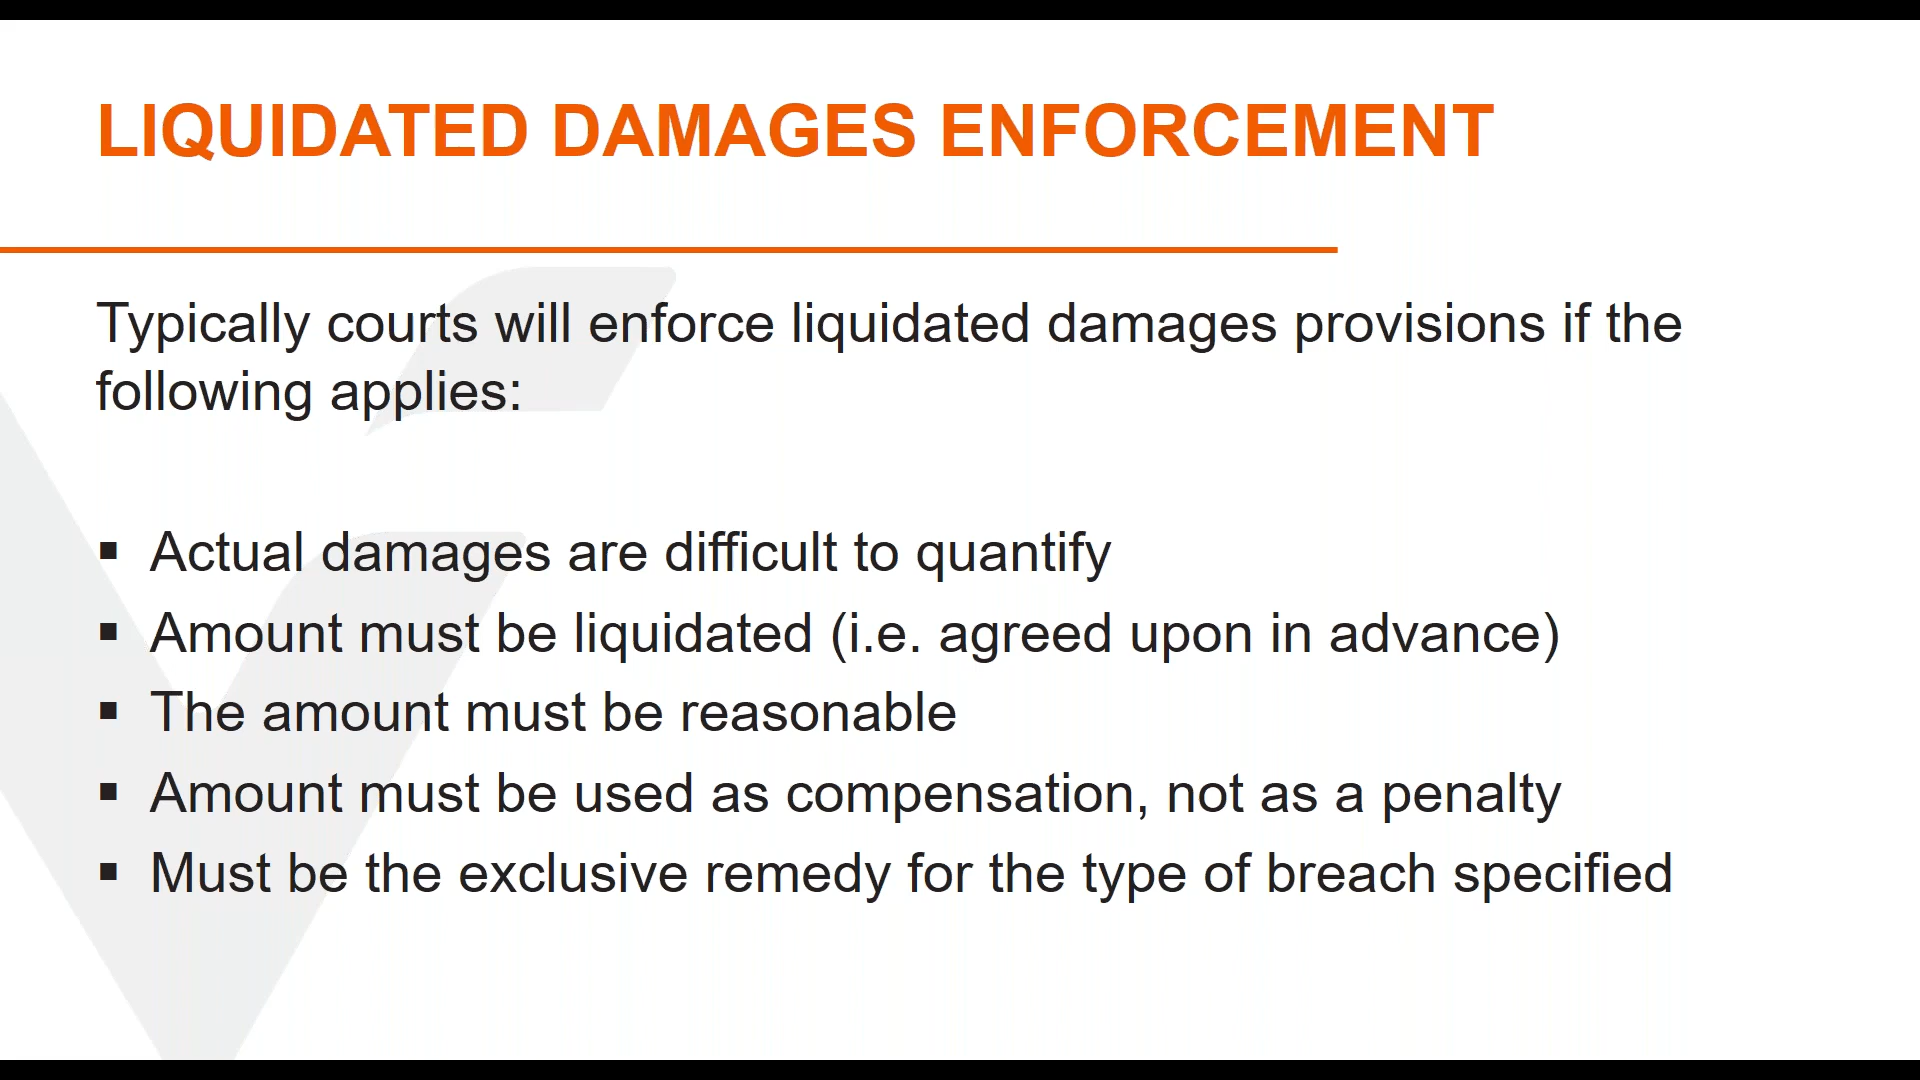 LIQUIDATED DAMAGES ENFORCEMENT
Typically courts will enforce liquidated damages provisions if the
following applies:
▪ Actual damages are difficult to quantify
▪ Amount must be liquidated (i.e. agreed upon in advance)
▪ The amount must be reasonable
▪ Amount must be used as compensation, not as a penalty
▪ Must be the exclusive remedy for the type of breach specified